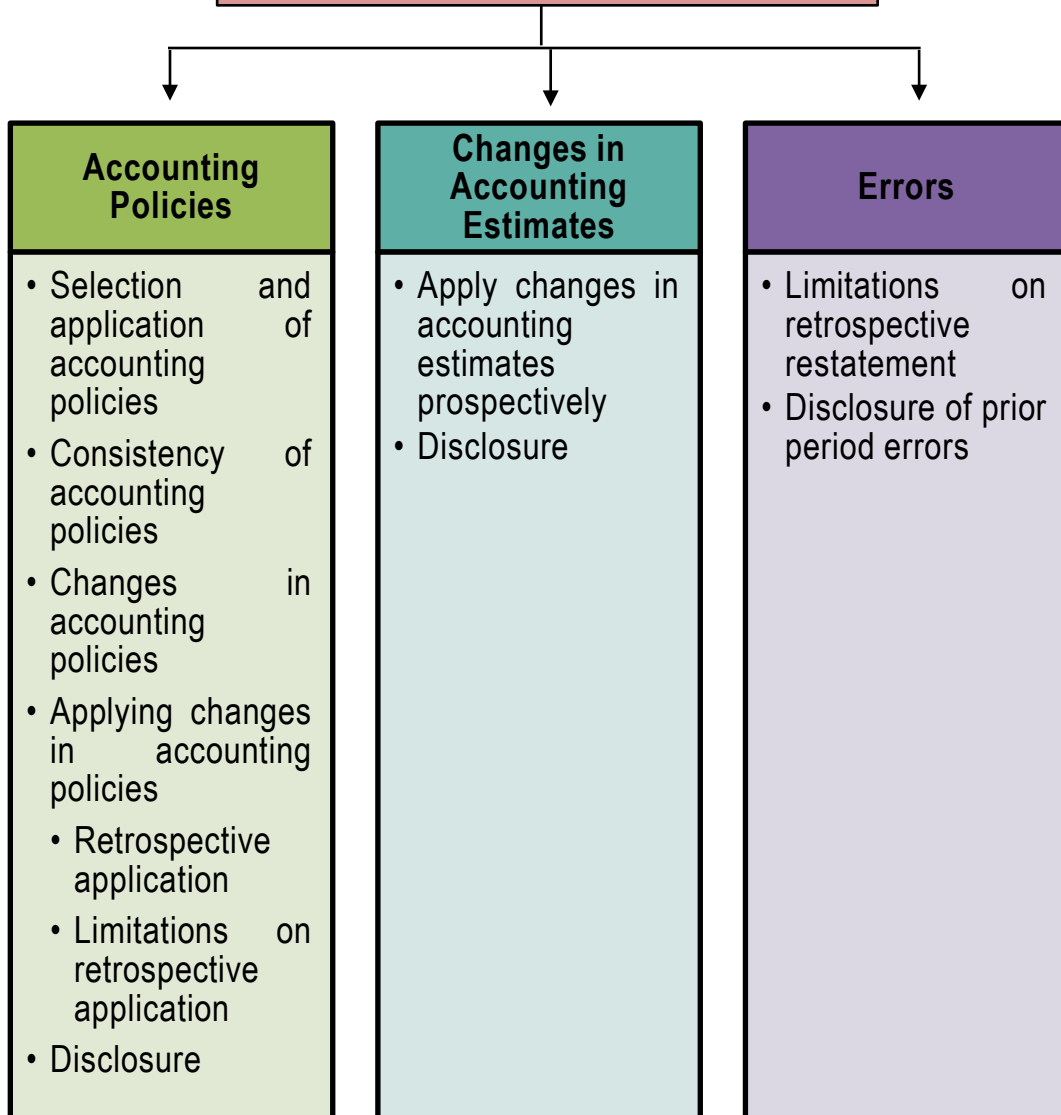 Accounting
Policies
• Selection and
application of
accounting
policies
• Consistency of
accounting
policies
• Changes in
accounting
policies
• Applying changes
in accounting
policies
• Retrospective
application
• Limitations on
retrospective
application
• Disclosure
Changes in
Accounting
Estimates
• Apply changes in
accounting
estimates
prospectively
• Disclosure
Errors
• Limitations on
retrospective
restatement
• Disclosure of prior
period errors